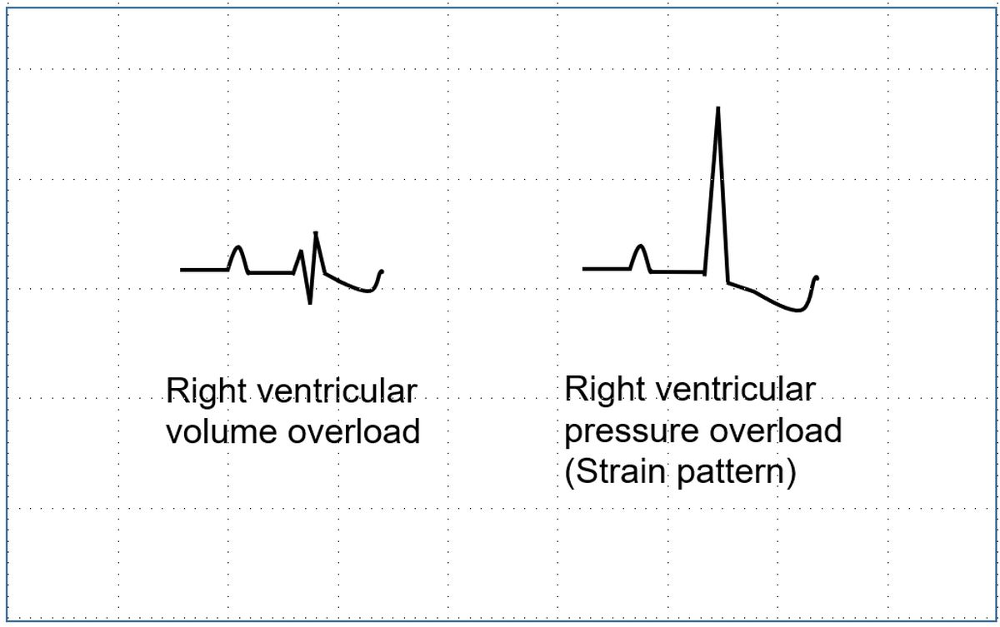 Right ventricular
volume overload
Right ventricular
pressure overload
(Strain pattern)